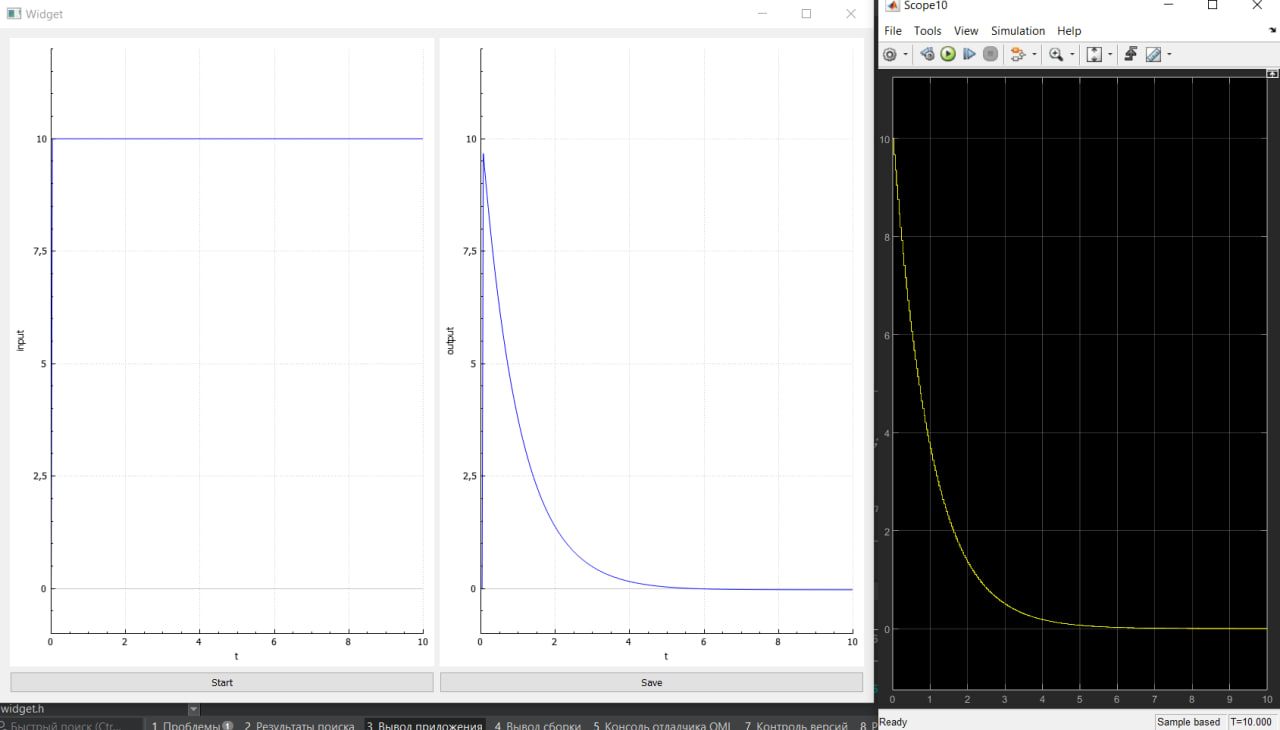 Widget
10
7,5
5
2,5
0
input
0
2
4
6
8
10
t
10
7,5
5
2,5
0
output
0
2
4
6
8
10
t
Start
Save
widget.h
Быстрый поиск (Ctr...
1 Проблемы 1
2 Результаты поиска
3 Вывод приложения
4 Вывод сборки
5 Консоль отладчика QML
7 Контроль версий
8
Scope10
File Tools View Simulation Help
10
8
6
4
2
0
0
1
2
3
4
5
6
7
8
9
10
Ready
Sample based
T=10.000